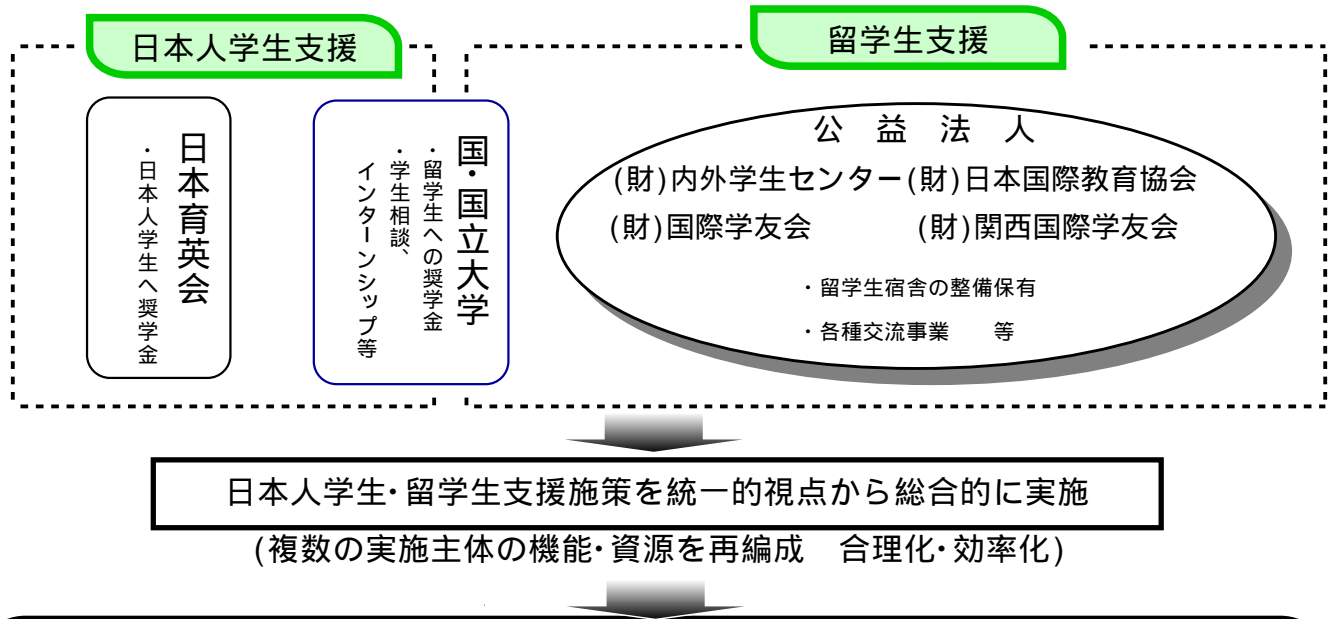 日本人学生支援
留学生支援
日本育英会
・日本人学生へ奨学金
国・国立大学
・留学生への奨学金
・学生相談、
インターンシップ等
公 益 法 人
(財)内外学生センター(財)日本国際教育協会
(財)国際学友会 (財)関西国際学友会
・留学生宿舎の整備保有
・各種交流事業 等
日本人学生・留学生支援施策を統一的視点から総合的に実施
(複数の実施主体の機能・資源を再編成 合理化・効率化)